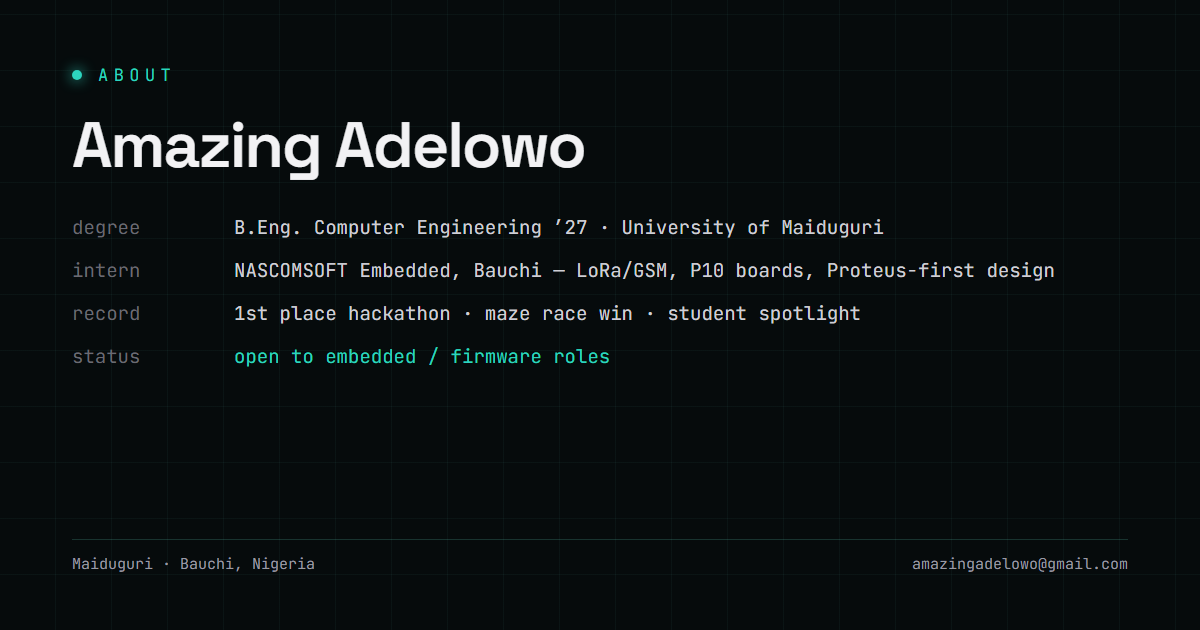 ABOUT
Amazing Adelowo
degree B.Eng. Computer Engineering ’27 · University of Maiduguri
intern NASCOMSOFT Embedded, Bauchi — LoRa/GSM, P10 boards, Proteus-first design
record 1st place hackathon · maze race win · student spotlight
status open to embedded / firmware roles
Maiduguri · Bauchi, Nigeria amazingadelowo@gmail.com